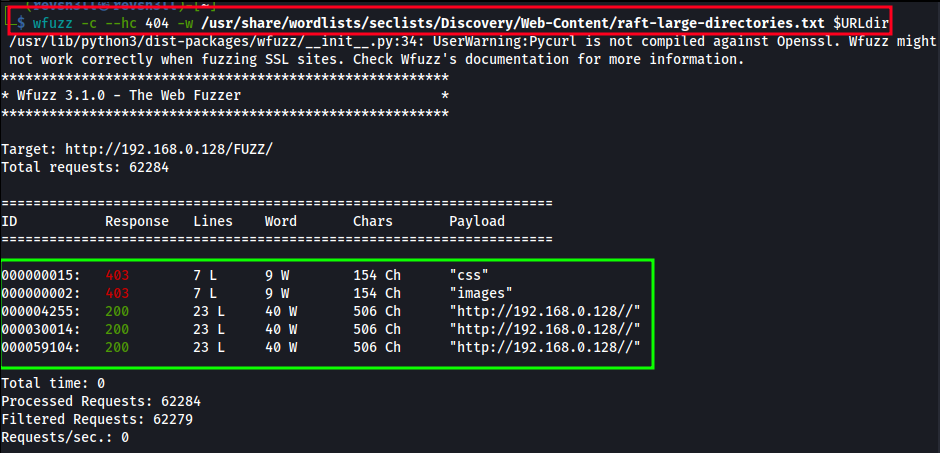 $ wfuzz -c --hc 404 -w /usr/share/wordlists/seclists/Discovery/Web-Content/raft-large-directories.txt $URLdir
/usr/lib/python3/dist-packages/wfuzz/__init__.py:34: UserWarning:Pycurl is not compiled against Openssl. Wfuzz might
not work correctly when fuzzing SSL sites. Check Wfuzz's documentation for more information.
********************************************************
* Wfuzz 3.1.0 - The Web Fuzzer                         *
********************************************************
Target: http://192.168.0.128/FUZZ/
Total requests: 62284
=====================================================================
ID           Response   Lines    Word       Chars       Payload
=====================================================================
000000015:   403        7 L      9 W        154 Ch      "css"
000000002:   403        7 L      9 W        154 Ch      "images"
000004255:   200        23 L     40 W       506 Ch      "http://192.168.0.128//"
000030014:   200        23 L     40 W       506 Ch      "http://192.168.0.128//"
000059104:   200        23 L     40 W       506 Ch      "http://192.168.0.128//"
Total time: 0
Processed Requests: 62284
Filtered Requests: 62279
Requests/sec.: 0